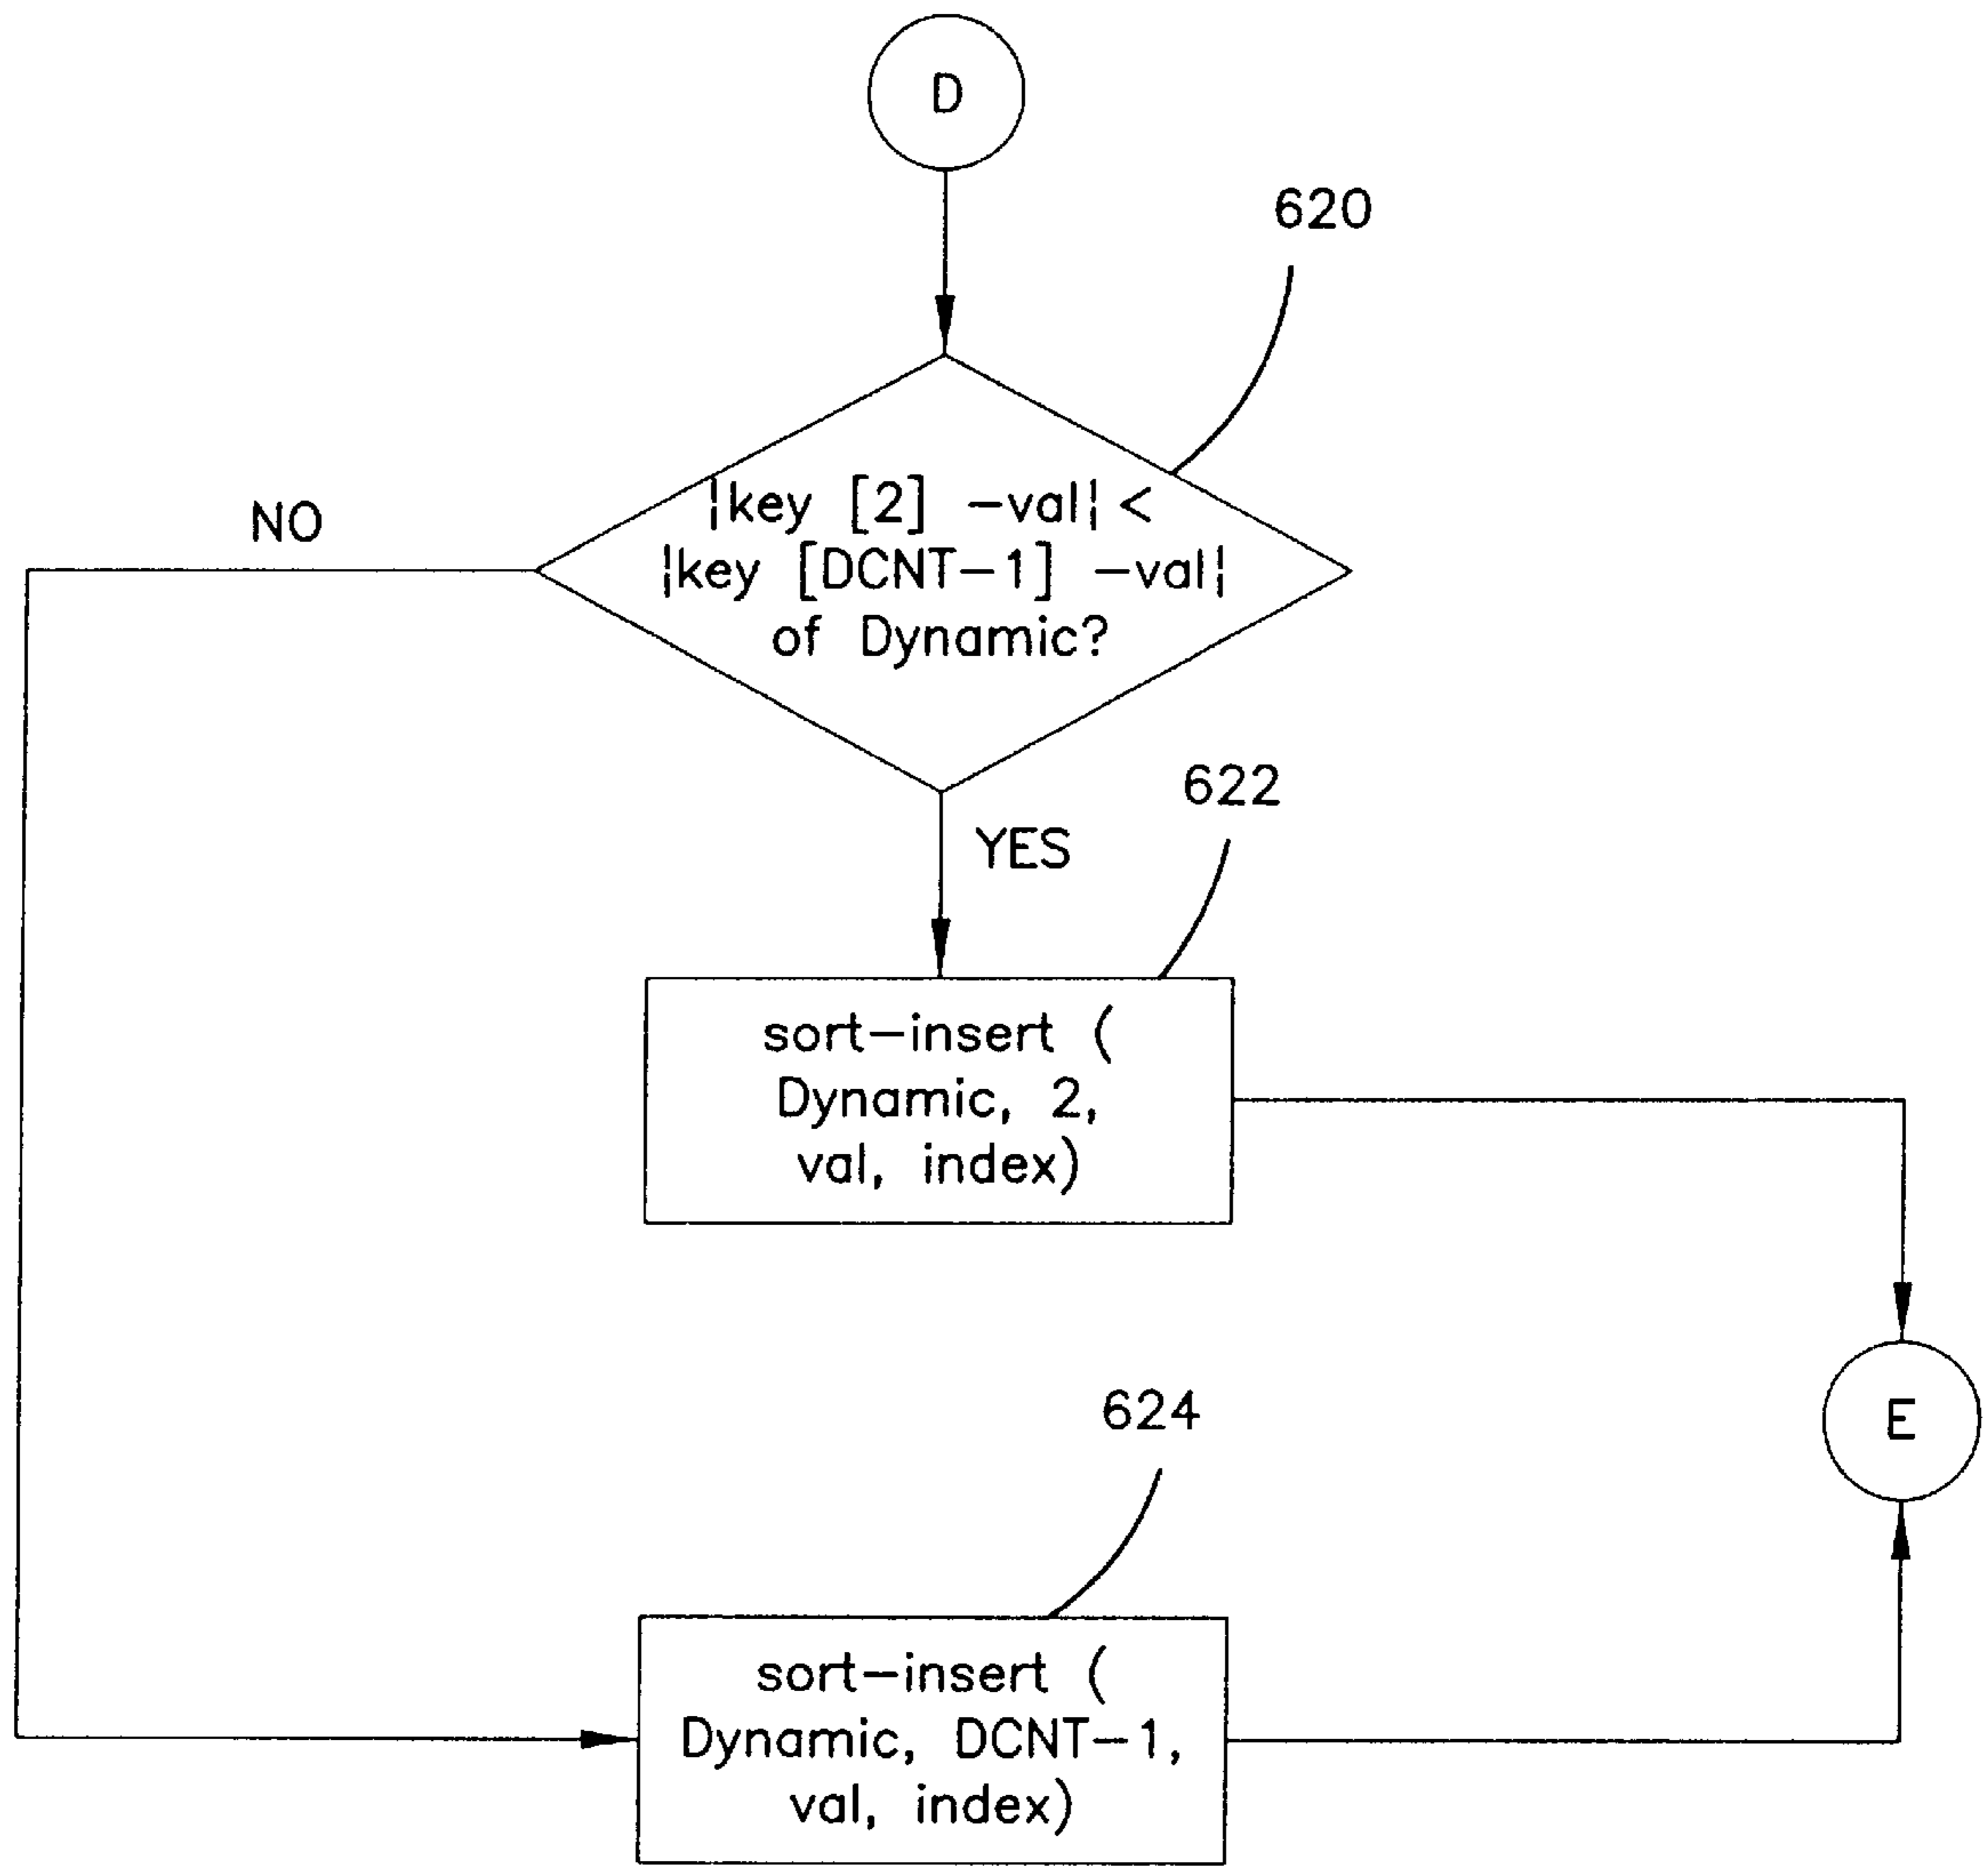 D
620
|key [2] -val| <
|key [DCNT-1] -val|
of Dynamic?
NO
YES
622
sort-insert (
Dynamic, 2,
val, index)
E
624
sort-insert (
Dynamic, DCNT-1,
val, index)